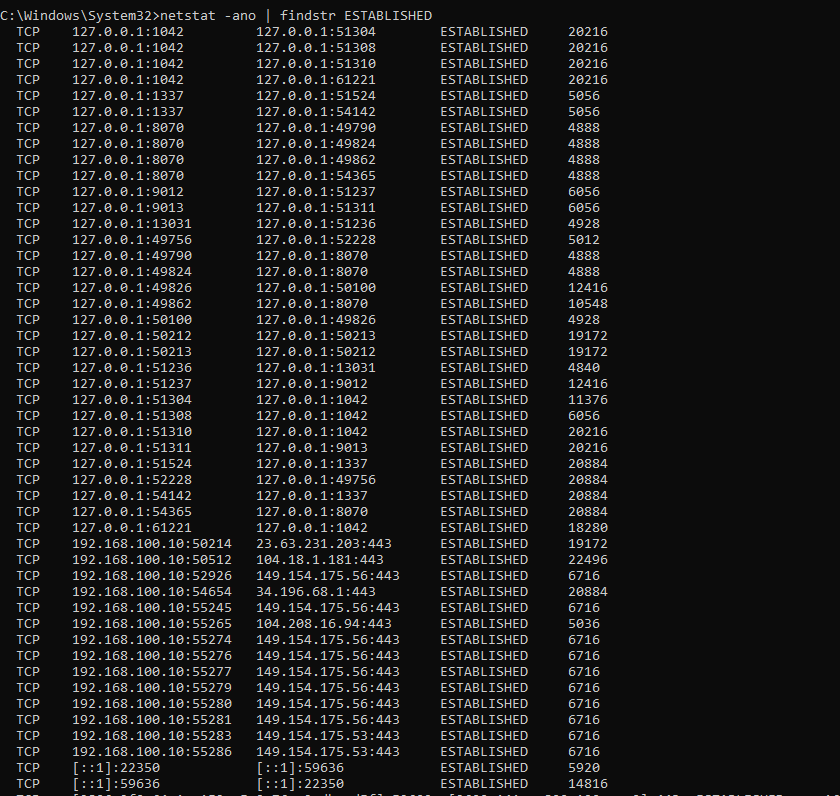 C:\Windows\System32>netstat -ano | findstr ESTABLISHED
TCP 127.0.0.1:1042 127.0.0.1:51304 ESTABLISHED 20216
TCP 127.0.0.1:1042 127.0.0.1:51308 ESTABLISHED 20216
TCP 127.0.0.1:1042 127.0.0.1:51310 ESTABLISHED 20216
TCP 127.0.0.1:1042 127.0.0.1:61221 ESTABLISHED 20216
TCP 127.0.0.1:1337 127.0.0.1:51524 ESTABLISHED 5056
TCP 127.0.0.1:1337 127.0.0.1:54142 ESTABLISHED 5056
TCP 127.0.0.1:8070 127.0.0.1:49790 ESTABLISHED 4888
TCP 127.0.0.1:8070 127.0.0.1:49824 ESTABLISHED 4888
TCP 127.0.0.1:8070 127.0.0.1:49862 ESTABLISHED 4888
TCP 127.0.0.1:8070 127.0.0.1:54365 ESTABLISHED 4888
TCP 127.0.0.1:9012 127.0.0.1:51237 ESTABLISHED 6056
TCP 127.0.0.1:9013 127.0.0.1:51311 ESTABLISHED 6056
TCP 127.0.0.1:13031 127.0.0.1:51236 ESTABLISHED 4928
TCP 127.0.0.1:49756 127.0.0.1:52228 ESTABLISHED 5012
TCP 127.0.0.1:49790 127.0.0.1:8070 ESTABLISHED 4888
TCP 127.0.0.1:49824 127.0.0.1:8070 ESTABLISHED 4888
TCP 127.0.0.1:49826 127.0.0.1:50100 ESTABLISHED 12416
TCP 127.0.0.1:49862 127.0.0.1:8070 ESTABLISHED 10548
TCP 127.0.0.1:50100 127.0.0.1:49826 ESTABLISHED 4928
TCP 127.0.0.1:50212 127.0.0.1:50213 ESTABLISHED 19172
TCP 127.0.0.1:50213 127.0.0.1:50212 ESTABLISHED 19172
TCP 127.0.0.1:51236 127.0.0.1:13031 ESTABLISHED 4840
TCP 127.0.0.1:51237 127.0.0.1:9012 ESTABLISHED 12416
TCP 127.0.0.1:51304 127.0.0.1:1042 ESTABLISHED 11376
TCP 127.0.0.1:51308 127.0.0.1:1042 ESTABLISHED 6056
TCP 127.0.0.1:51310 127.0.0.1:1042 ESTABLISHED 20216
TCP 127.0.0.1:51311 127.0.0.1:9013 ESTABLISHED 20216
TCP 127.0.0.1:51524 127.0.0.1:1337 ESTABLISHED 20884
TCP 127.0.0.1:52228 127.0.0.1:49756 ESTABLISHED 20884
TCP 127.0.0.1:54142 127.0.0.1:1337 ESTABLISHED 20884
TCP 127.0.0.1:54365 127.0.0.1:8070 ESTABLISHED 20884
TCP 127.0.0.1:61221 127.0.0.1:1042 ESTABLISHED 18280
TCP 192.168.100.10:50214 23.63.231.203:443 ESTABLISHED 19172
TCP 192.168.100.10:50512 104.18.1.181:443 ESTABLISHED 22496
TCP 192.168.100.10:52926 149.154.175.56:443 ESTABLISHED 6716
TCP 192.168.100.10:54654 34.196.68.1:443 ESTABLISHED 20884
TCP 192.168.100.10:55245 149.154.175.56:443 ESTABLISHED 6716
TCP 192.168.100.10:55265 104.208.16.94:443 ESTABLISHED 5036
TCP 192.168.100.10:55274 149.154.175.56:443 ESTABLISHED 6716
TCP 192.168.100.10:55276 149.154.175.56:443 ESTABLISHED 6716
TCP 192.168.100.10:55277 149.154.175.56:443 ESTABLISHED 6716
TCP 192.168.100.10:55279 149.154.175.56:443 ESTABLISHED 6716
TCP 192.168.100.10:55280 149.154.175.56:443 ESTABLISHED 6716
TCP 192.168.100.10:55281 149.154.175.56:443 ESTABLISHED 6716
TCP 192.168.100.10:55283 149.154.175.53:443 ESTABLISHED 6716
TCP 192.168.100.10:55286 149.154.175.53:443 ESTABLISHED 6716
TCP [::1]:22350 [::1]:59636 ESTABLISHED 5920
TCP [::1]:59636 [::1]:22350 ESTABLISHED 14816